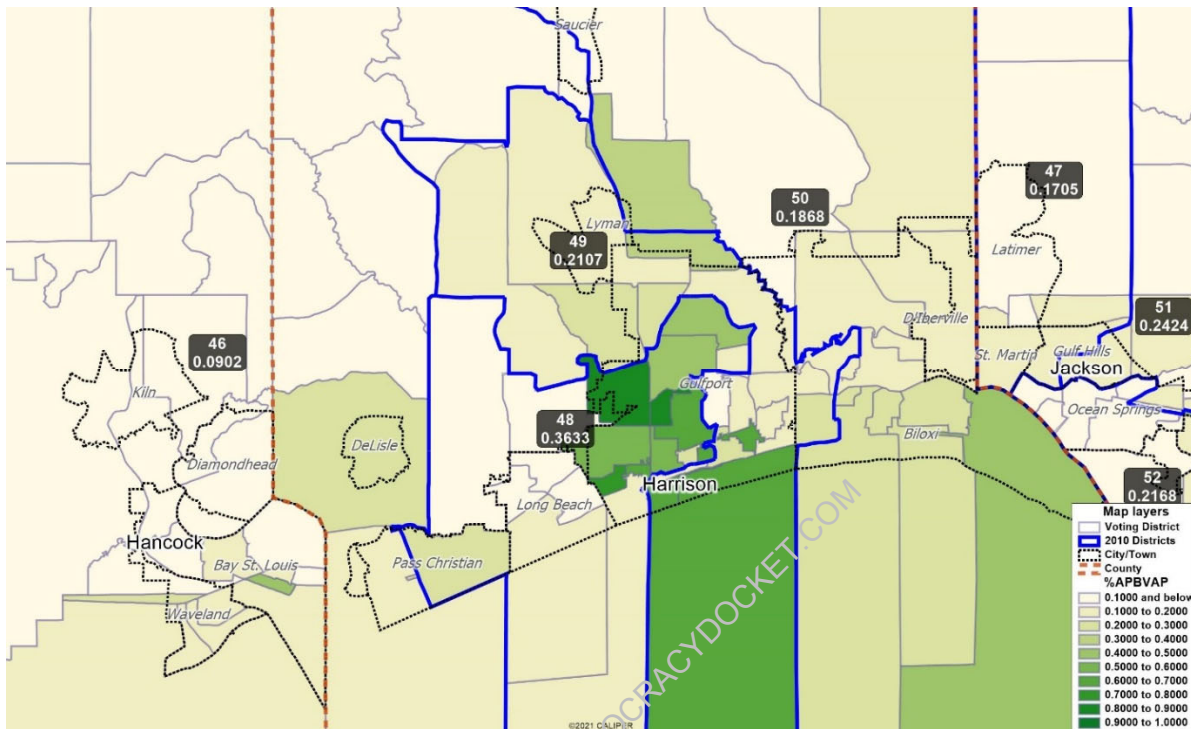 Saucier
47
0.1705
50
0.1868
Lyman
49
0.2107
Latimer
51
0.2424
D'Iberville
46
0.0902
St. Martin
Gulf Hills
Jackson
Kiln
Gulfport
Ocean Springs
48
0.3633
DeLisle
Biloxi
Diamondhead
Harrison
52
0.2168
Long Beach
Hancock
Bay St. Louis
Pass Christian
Waveland
OCRACYDOCKET.COM
©2021 CALIPER
Map layers
Voting District
2010 Districts
City/Town
County
%APBVAP
0.1000 and below
0.1000 to 0.2000
0.2000 to 0.3000
0.3000 to 0.4000
0.4000 to 0.5000
0.5000 to 0.6000
0.6000 to 0.7000
0.7000 to 0.8000
0.8000 to 0.9000
0.9000 to 1.0000